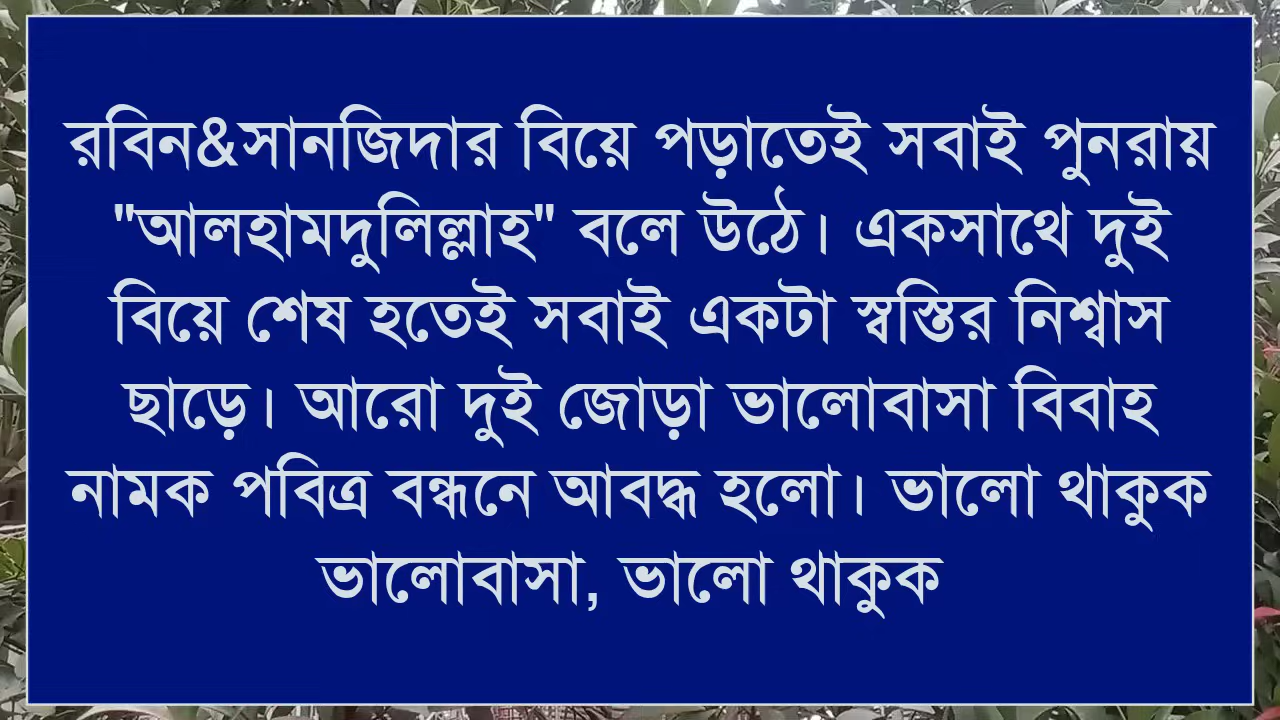 রবিন&সানজিদার বিয়ে পড়াতেই সবাই পুনরায়
"আলহামদুলিল্লাহ" বলে উঠে। একসাথে দুই
বিয়ে শেষ হতেই সবাই একটা স্বস্তির নিশ্বাস
ছাড়ে। আরো দুই জোড়া ভালোবাসা বিবাহ
নামক পবিত্র বন্ধনে আবদ্ধ হলো। ভালো থাকুক
ভালোবাসা, ভালো থাকুক